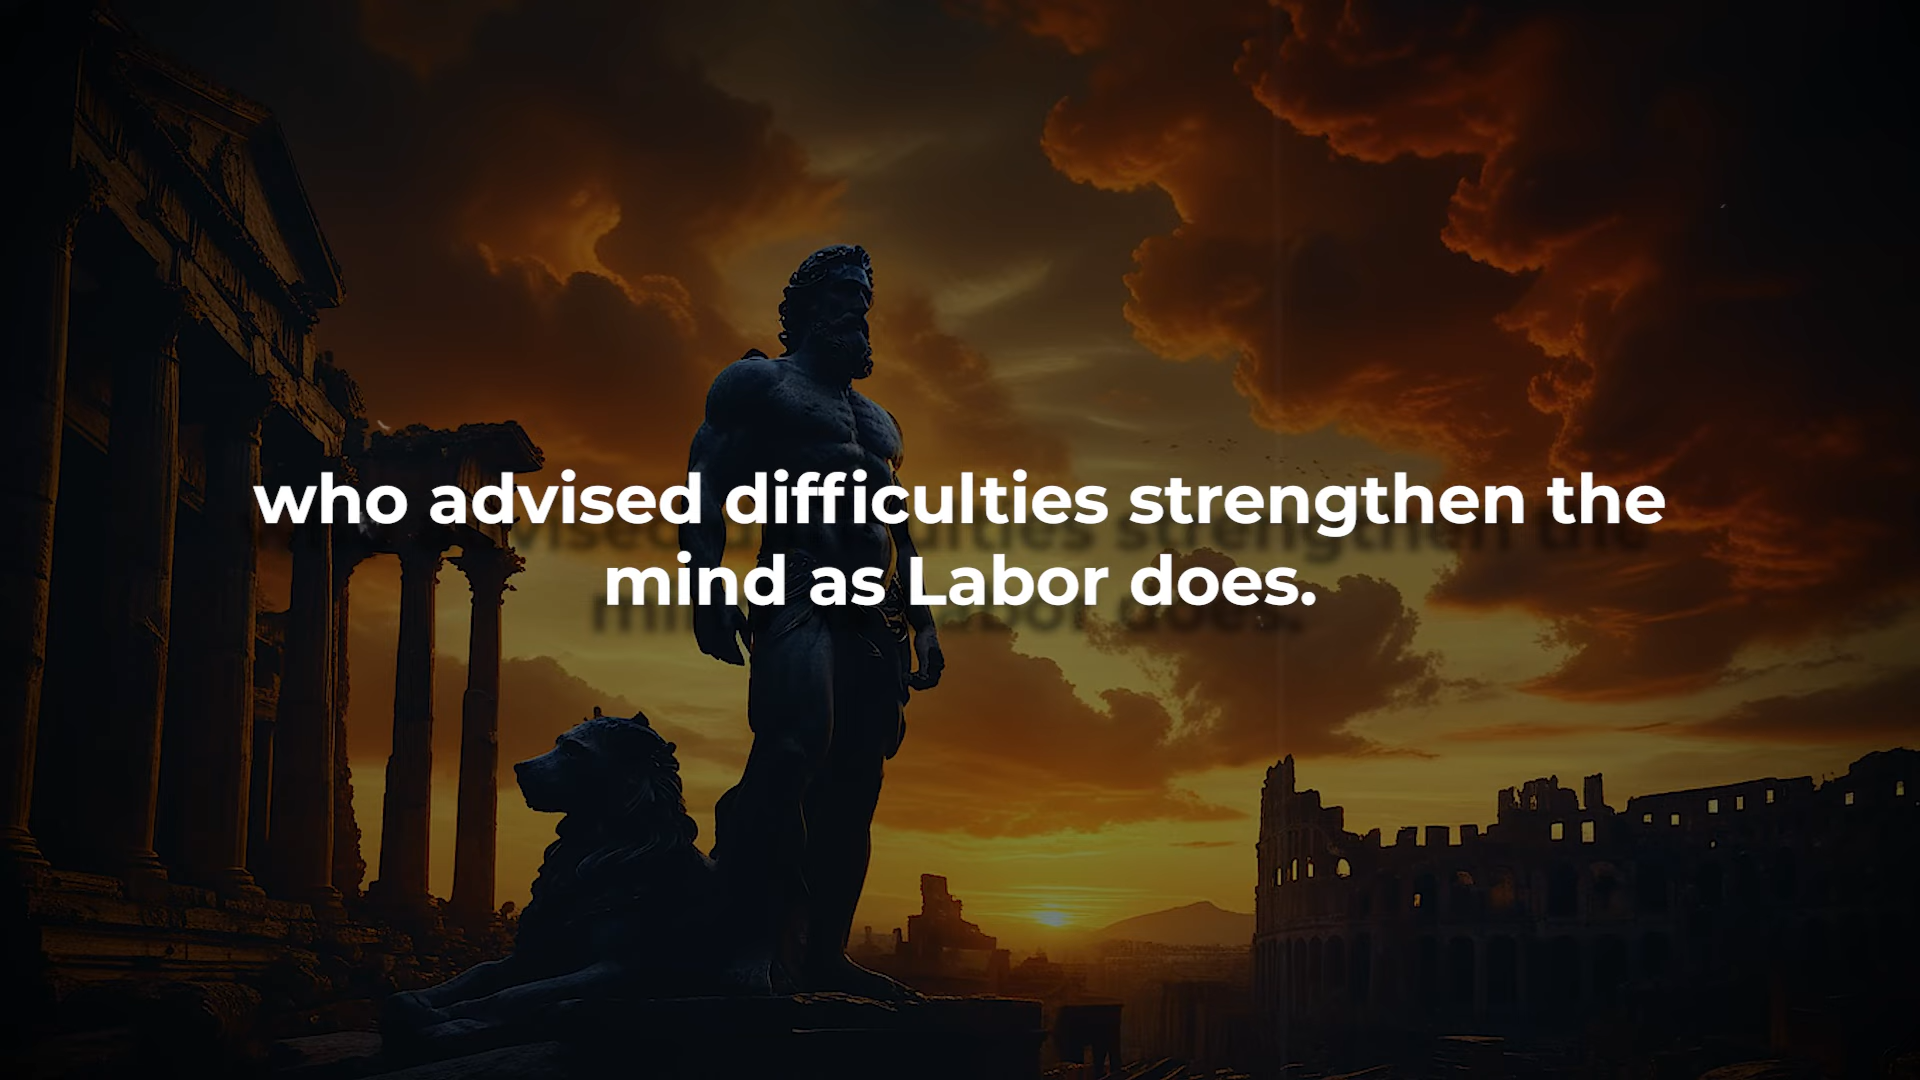 who advised difficulties strengthen the
mind as Labor does.